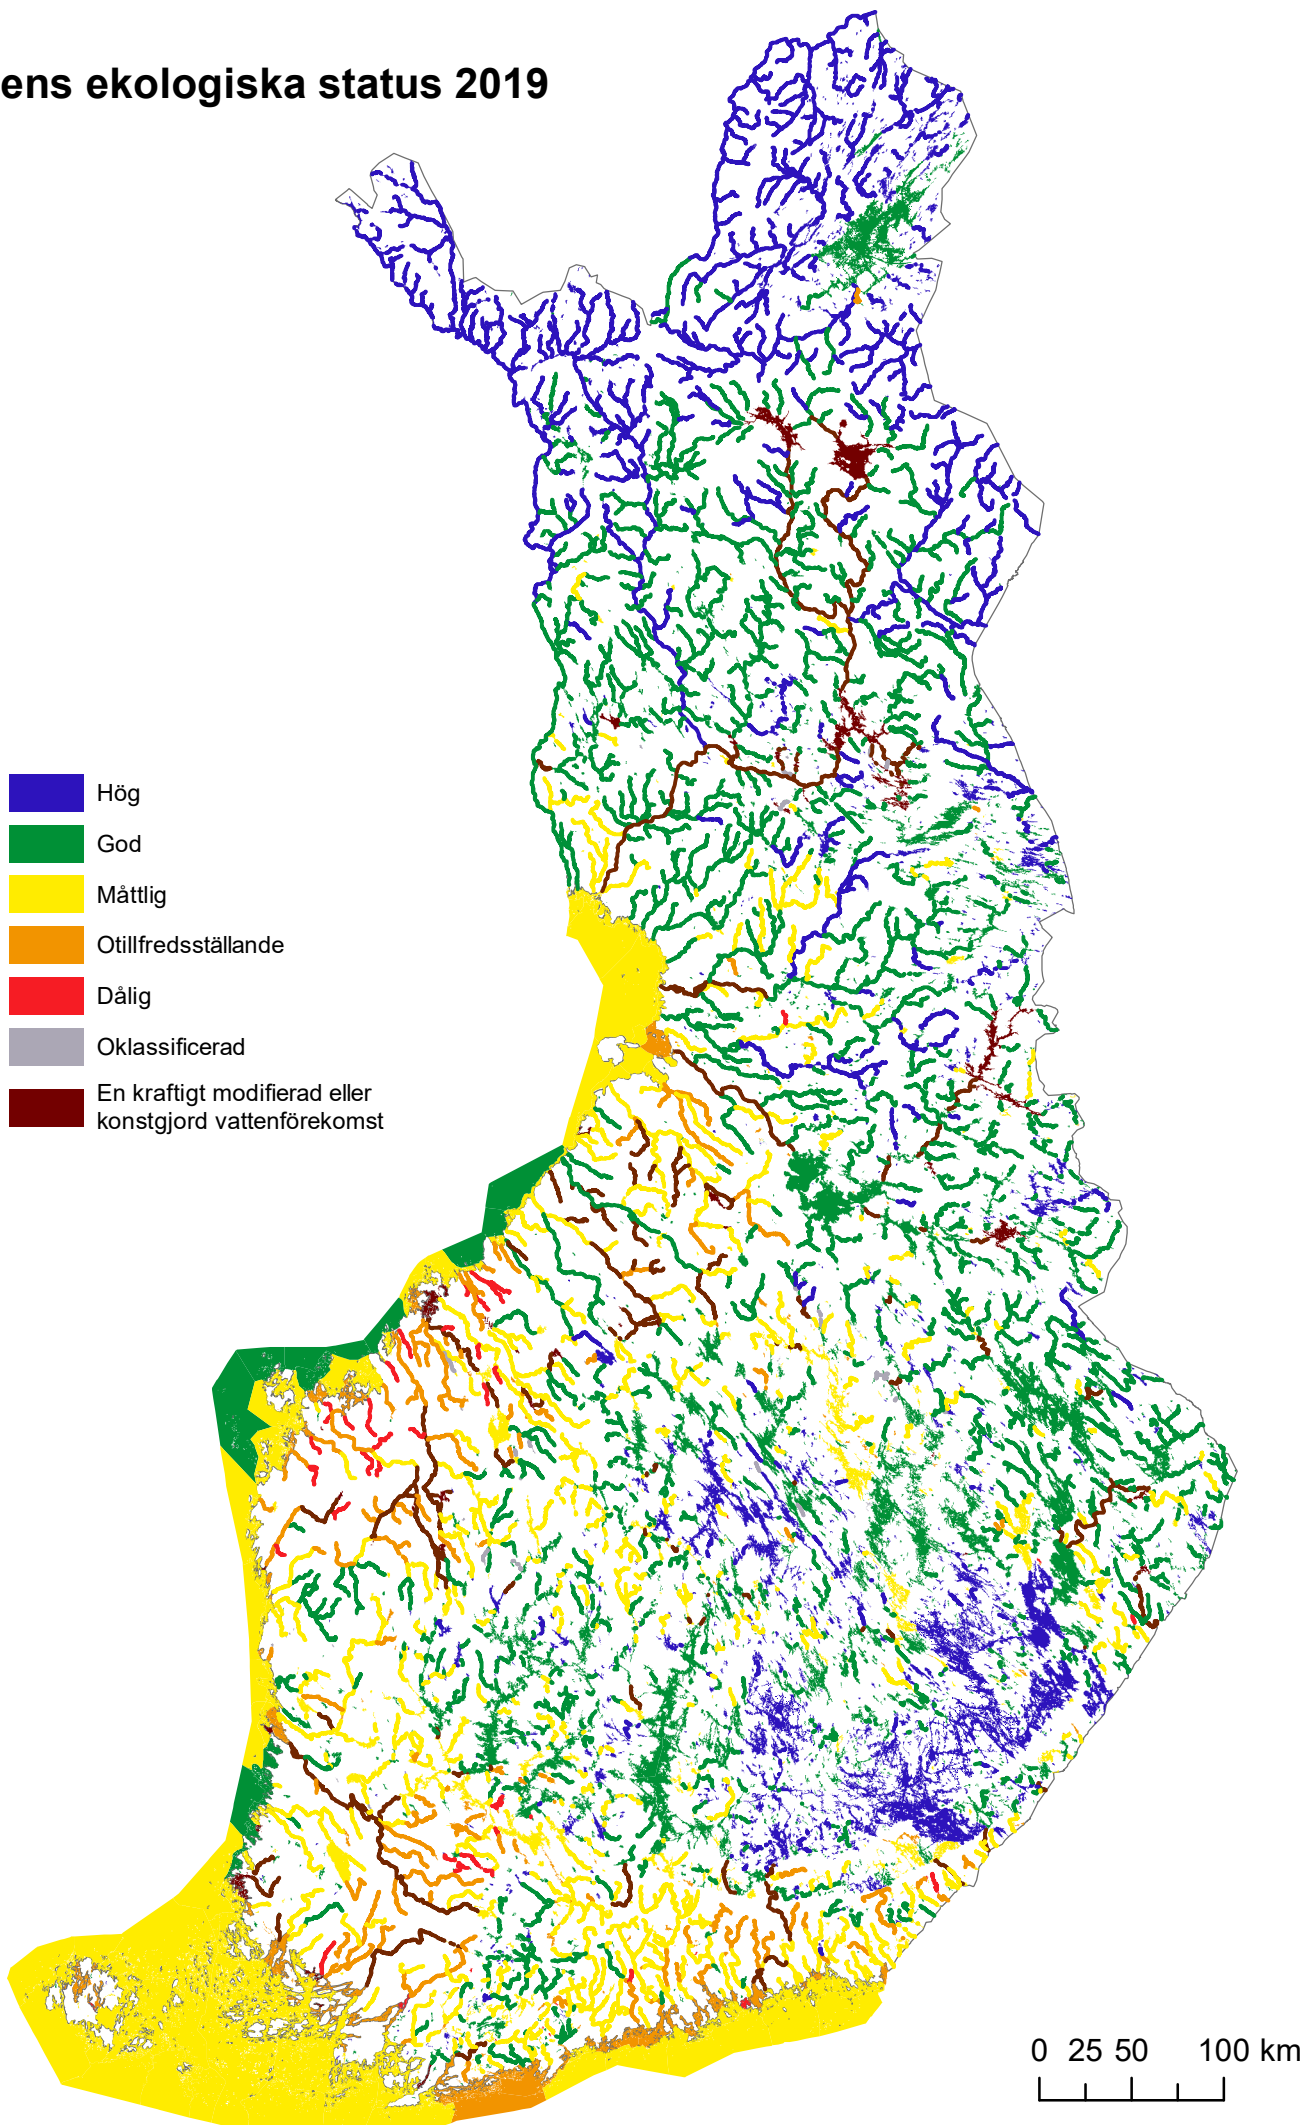 ens ekologiska status 2019
Hög
God
Måttlig
Otillfredsställande
Dålig
Oklassificerad
En kraftigt modifierad eller
konstgjord vattenförekomst
0 25 50 100 km